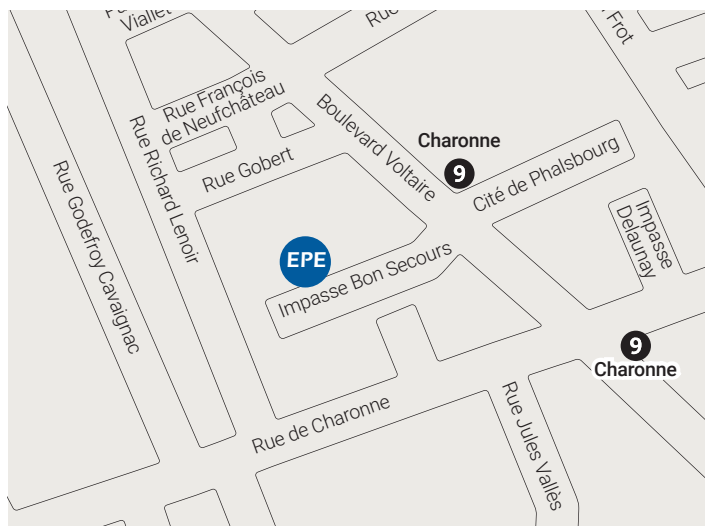 Viallet
Rue
Frot
Rue François
de Neufchâteau
Boulevard Voltaire
Charonne
9
Cité de Phalsbourg
Rue Richard Lenoir
Rue Gobert
Rue Godefroy Cavaignac
EPE
Impasse Bon Secours
Impasse
Delaunay
9
Charonne
Rue de Charonne
Rue Jules Vallès